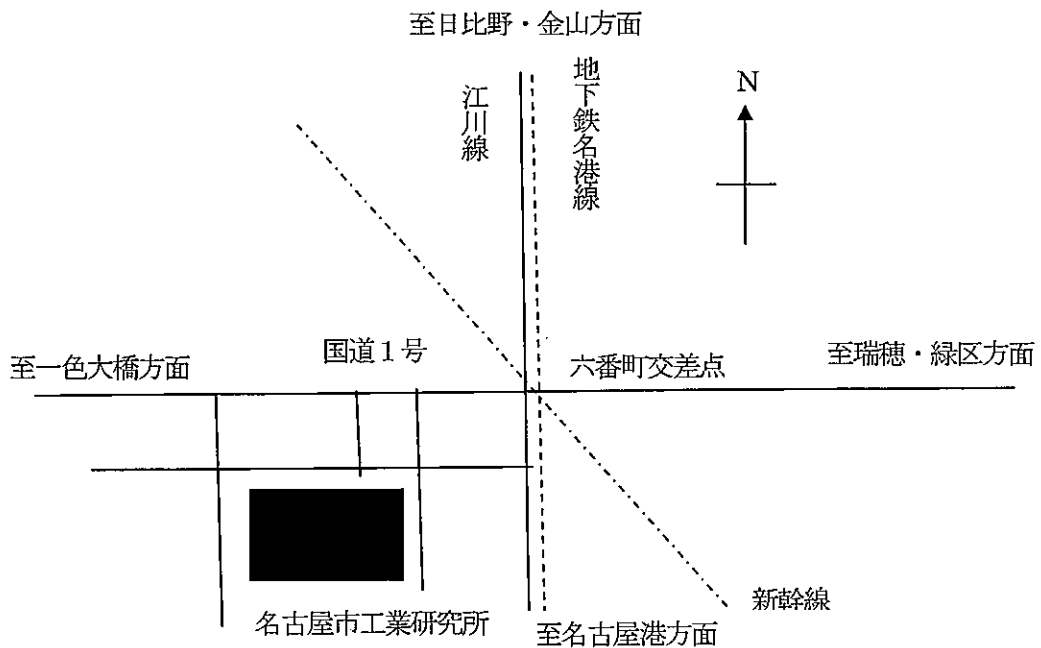 至日比野・金山方面
江川線
地下鉄名港線
N
至一色大橋方面
国道1号
六番町交差点
至瑞穂・緑区方面
名古屋市工業研究所
至名古屋港方面
新幹線